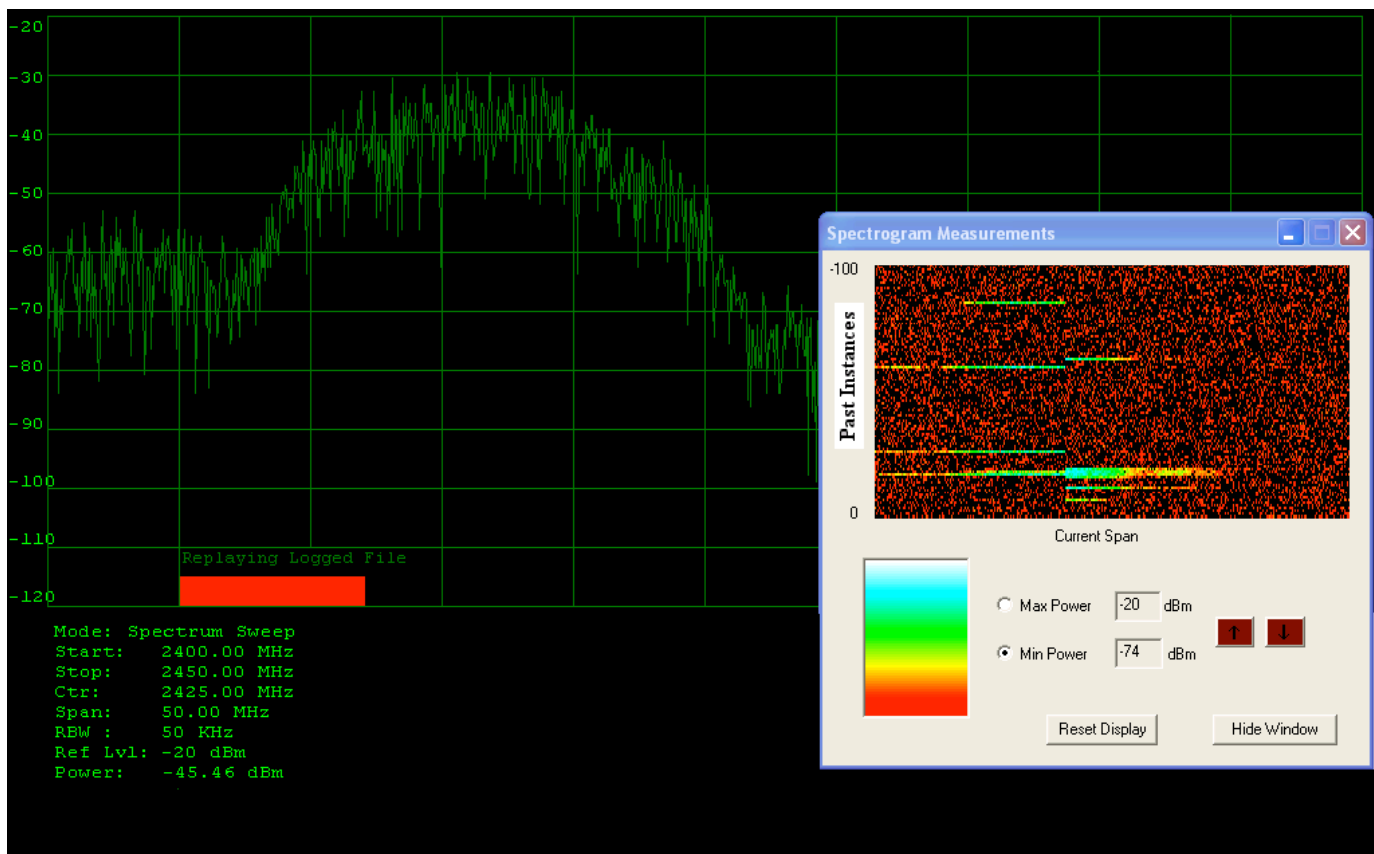 -20
-30
-40
-50
-60
-70
-80
-90
-100
-110
-120
Replaying Logged File
Mode: Spectrum Sweep
Start: 2400.00 MHz
Stop: 2450.00 MHz
Ctr: 2425.00 MHz
Span: 50.00 MHz
RBW : 50 KHz
Ref Lvl: -20 dBm
Power: -45.46 dBm
Spectrogram Measurements
-100
Past Instances
0
Current Span
Max Power -20 dBm
Min Power -74 dBm
Reset Display
Hide Window